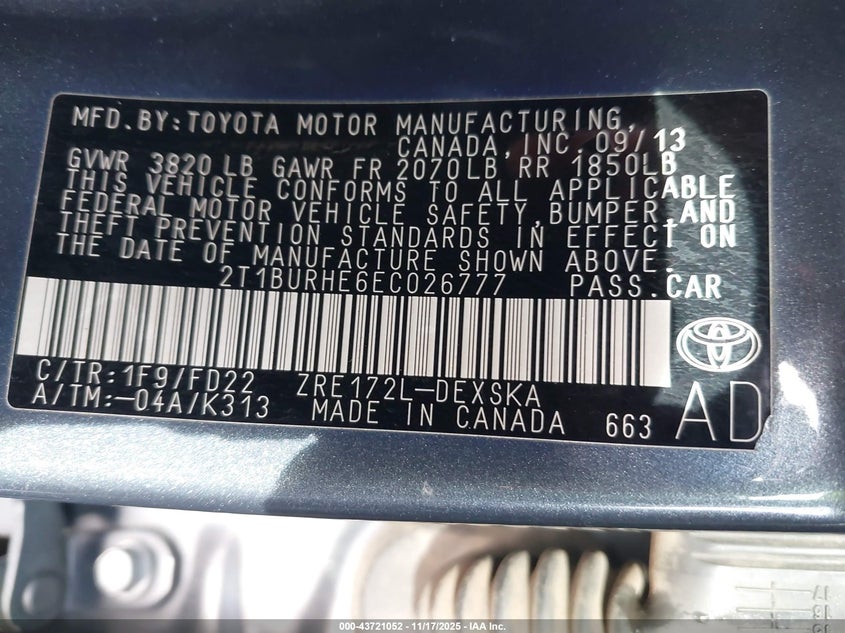 MFD.BY:TOYOTA MOTOR MANUFACTURING,
CANADA,INC. 09/13
GVWR 3820 LB GAWR FR 2070LB RR 1850LB
THIS VEHICLE CONFORMS TO ALL APPLICABLE
FEDERAL MOTOR VEHICLE SAFETY,BUMPER,AND
THEFT PREVENTION STANDARDS IN EFFECT ON
THE DATE OF MANUFACTURE SHOWN ABOVE.
2T1BURHE6EC026777 PASS.CAR
C/TR:1F9/FD22 ZRE172L-DEXSKA
A/TM:-04A/K313 MADE IN CANADA 663 AD
17
18
000-43721052 — 11/17/2025 — IAA Inc.